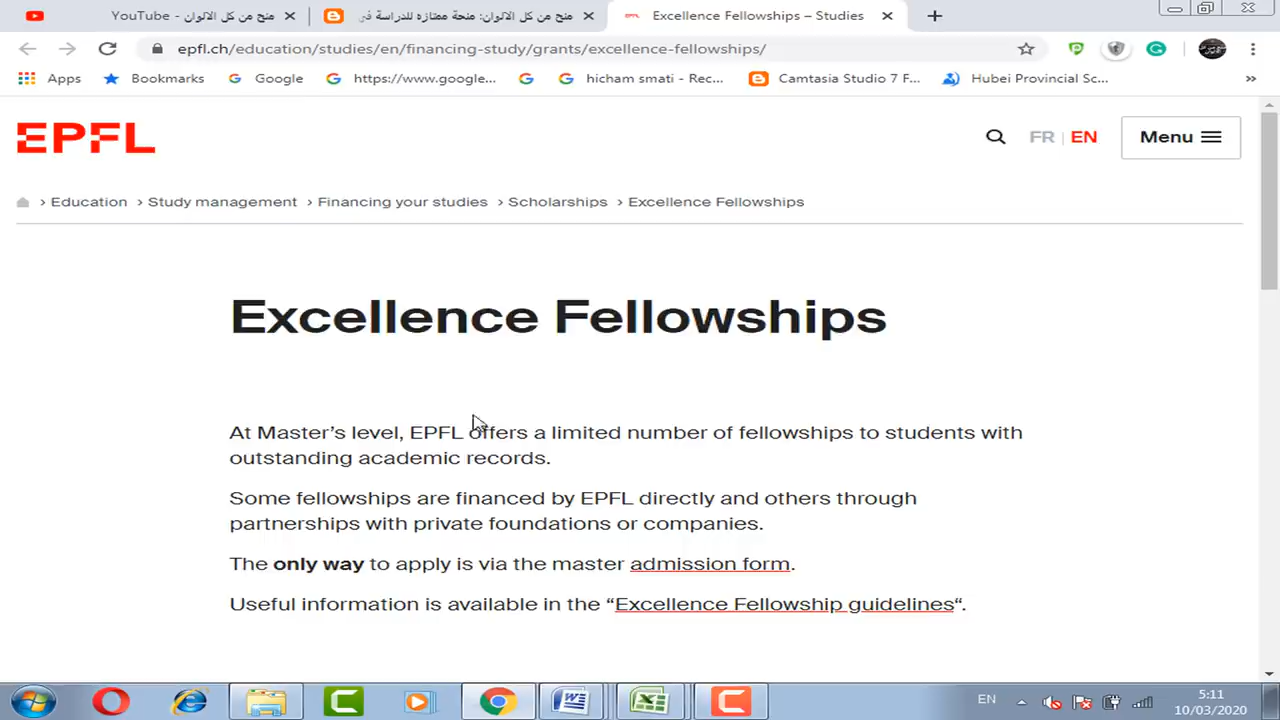 منح من كل الالوان - YouTube
منح من كل الالوان: منحة ممتازه للدراسة في
Excellence Fellowships – Studies
epfl.ch/education/studies/en/financing-study/grants/excellence-fellowships/
Apps Bookmarks Google https://www.google... hicham smati - Rec... Camtasia Studio 7 F... Hubei Provincial Sc... »
EPFL
FR | EN
Menu
› Education › Study management › Financing your studies › Scholarships › Excellence Fellowships
Excellence Fellowships
At Master’s level, EPFL offers a limited number of fellowships to students with
outstanding academic records.
Some fellowships are financed by EPFL directly and others through
partnerships with private foundations or companies.
The only way to apply is via the master admission form.
Useful information is available in the “Excellence Fellowship guidelines“.
EN
5:11
10/03/2020